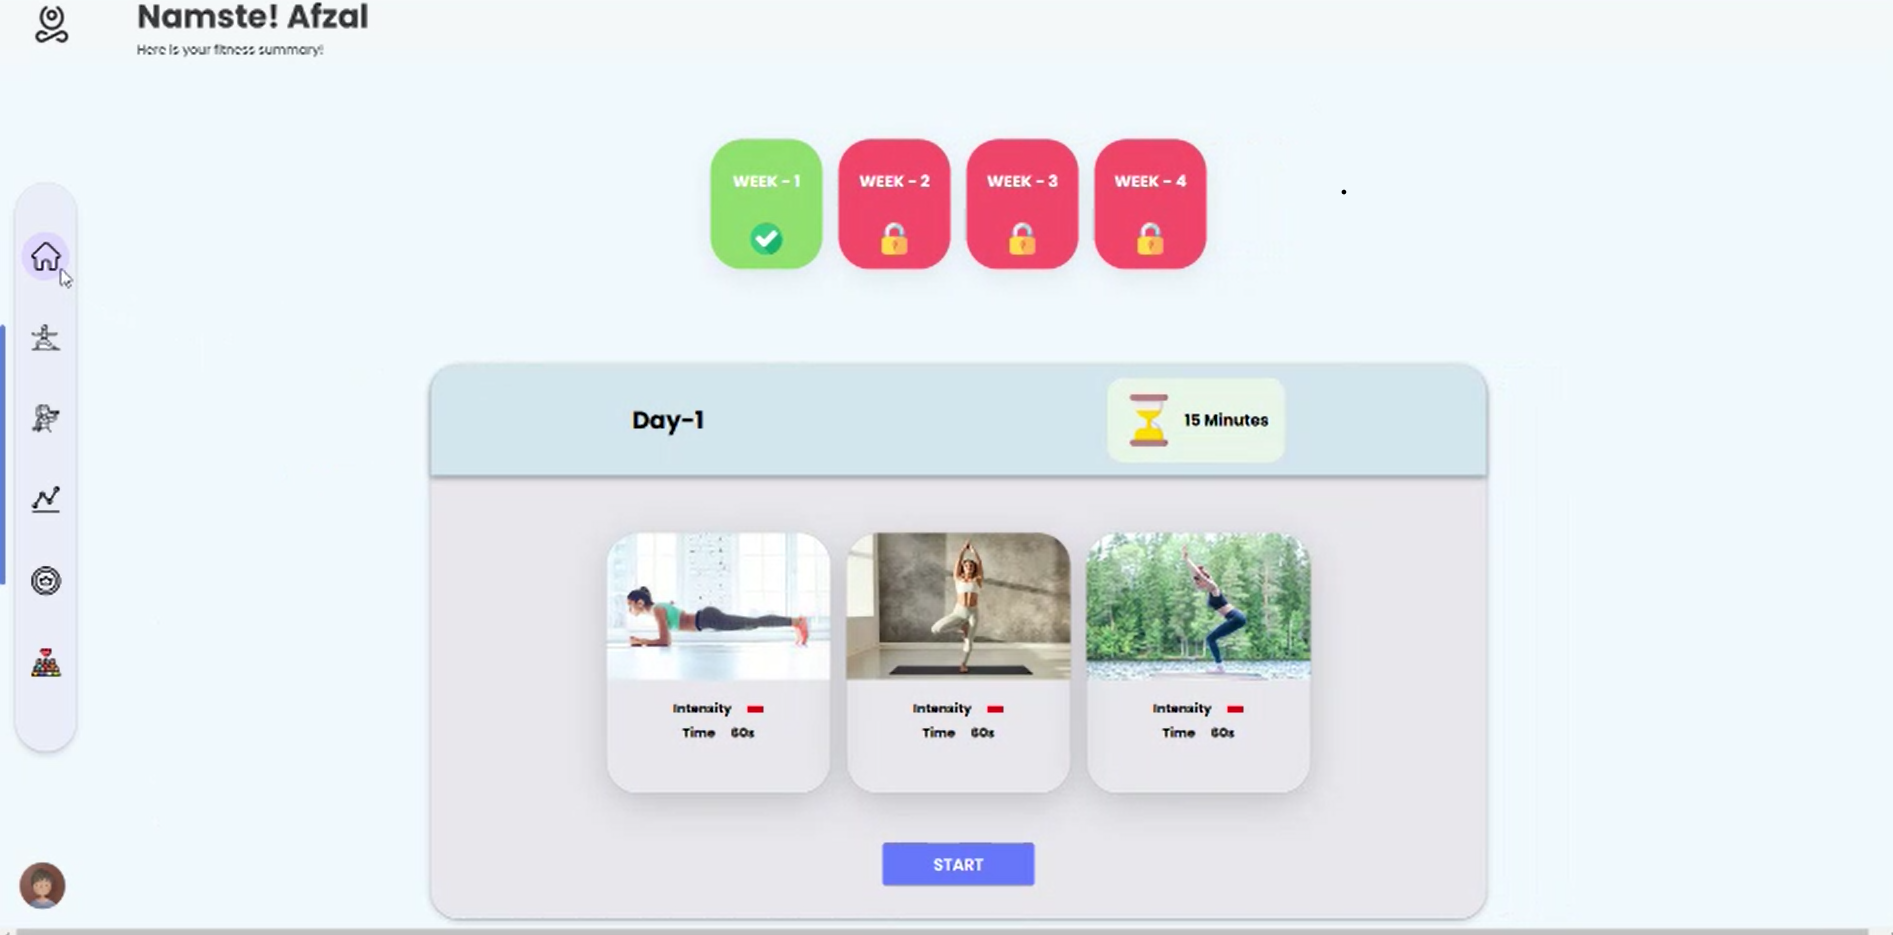 Namste! Afzal
Here is your fitness summary!
WEEK - 1
WEEK - 2
WEEK - 3
WEEK - 4
Day-1
15 Minutes
Intensity
Time 60s
Intensity
Time 60s
Intensity
Time 60s
START